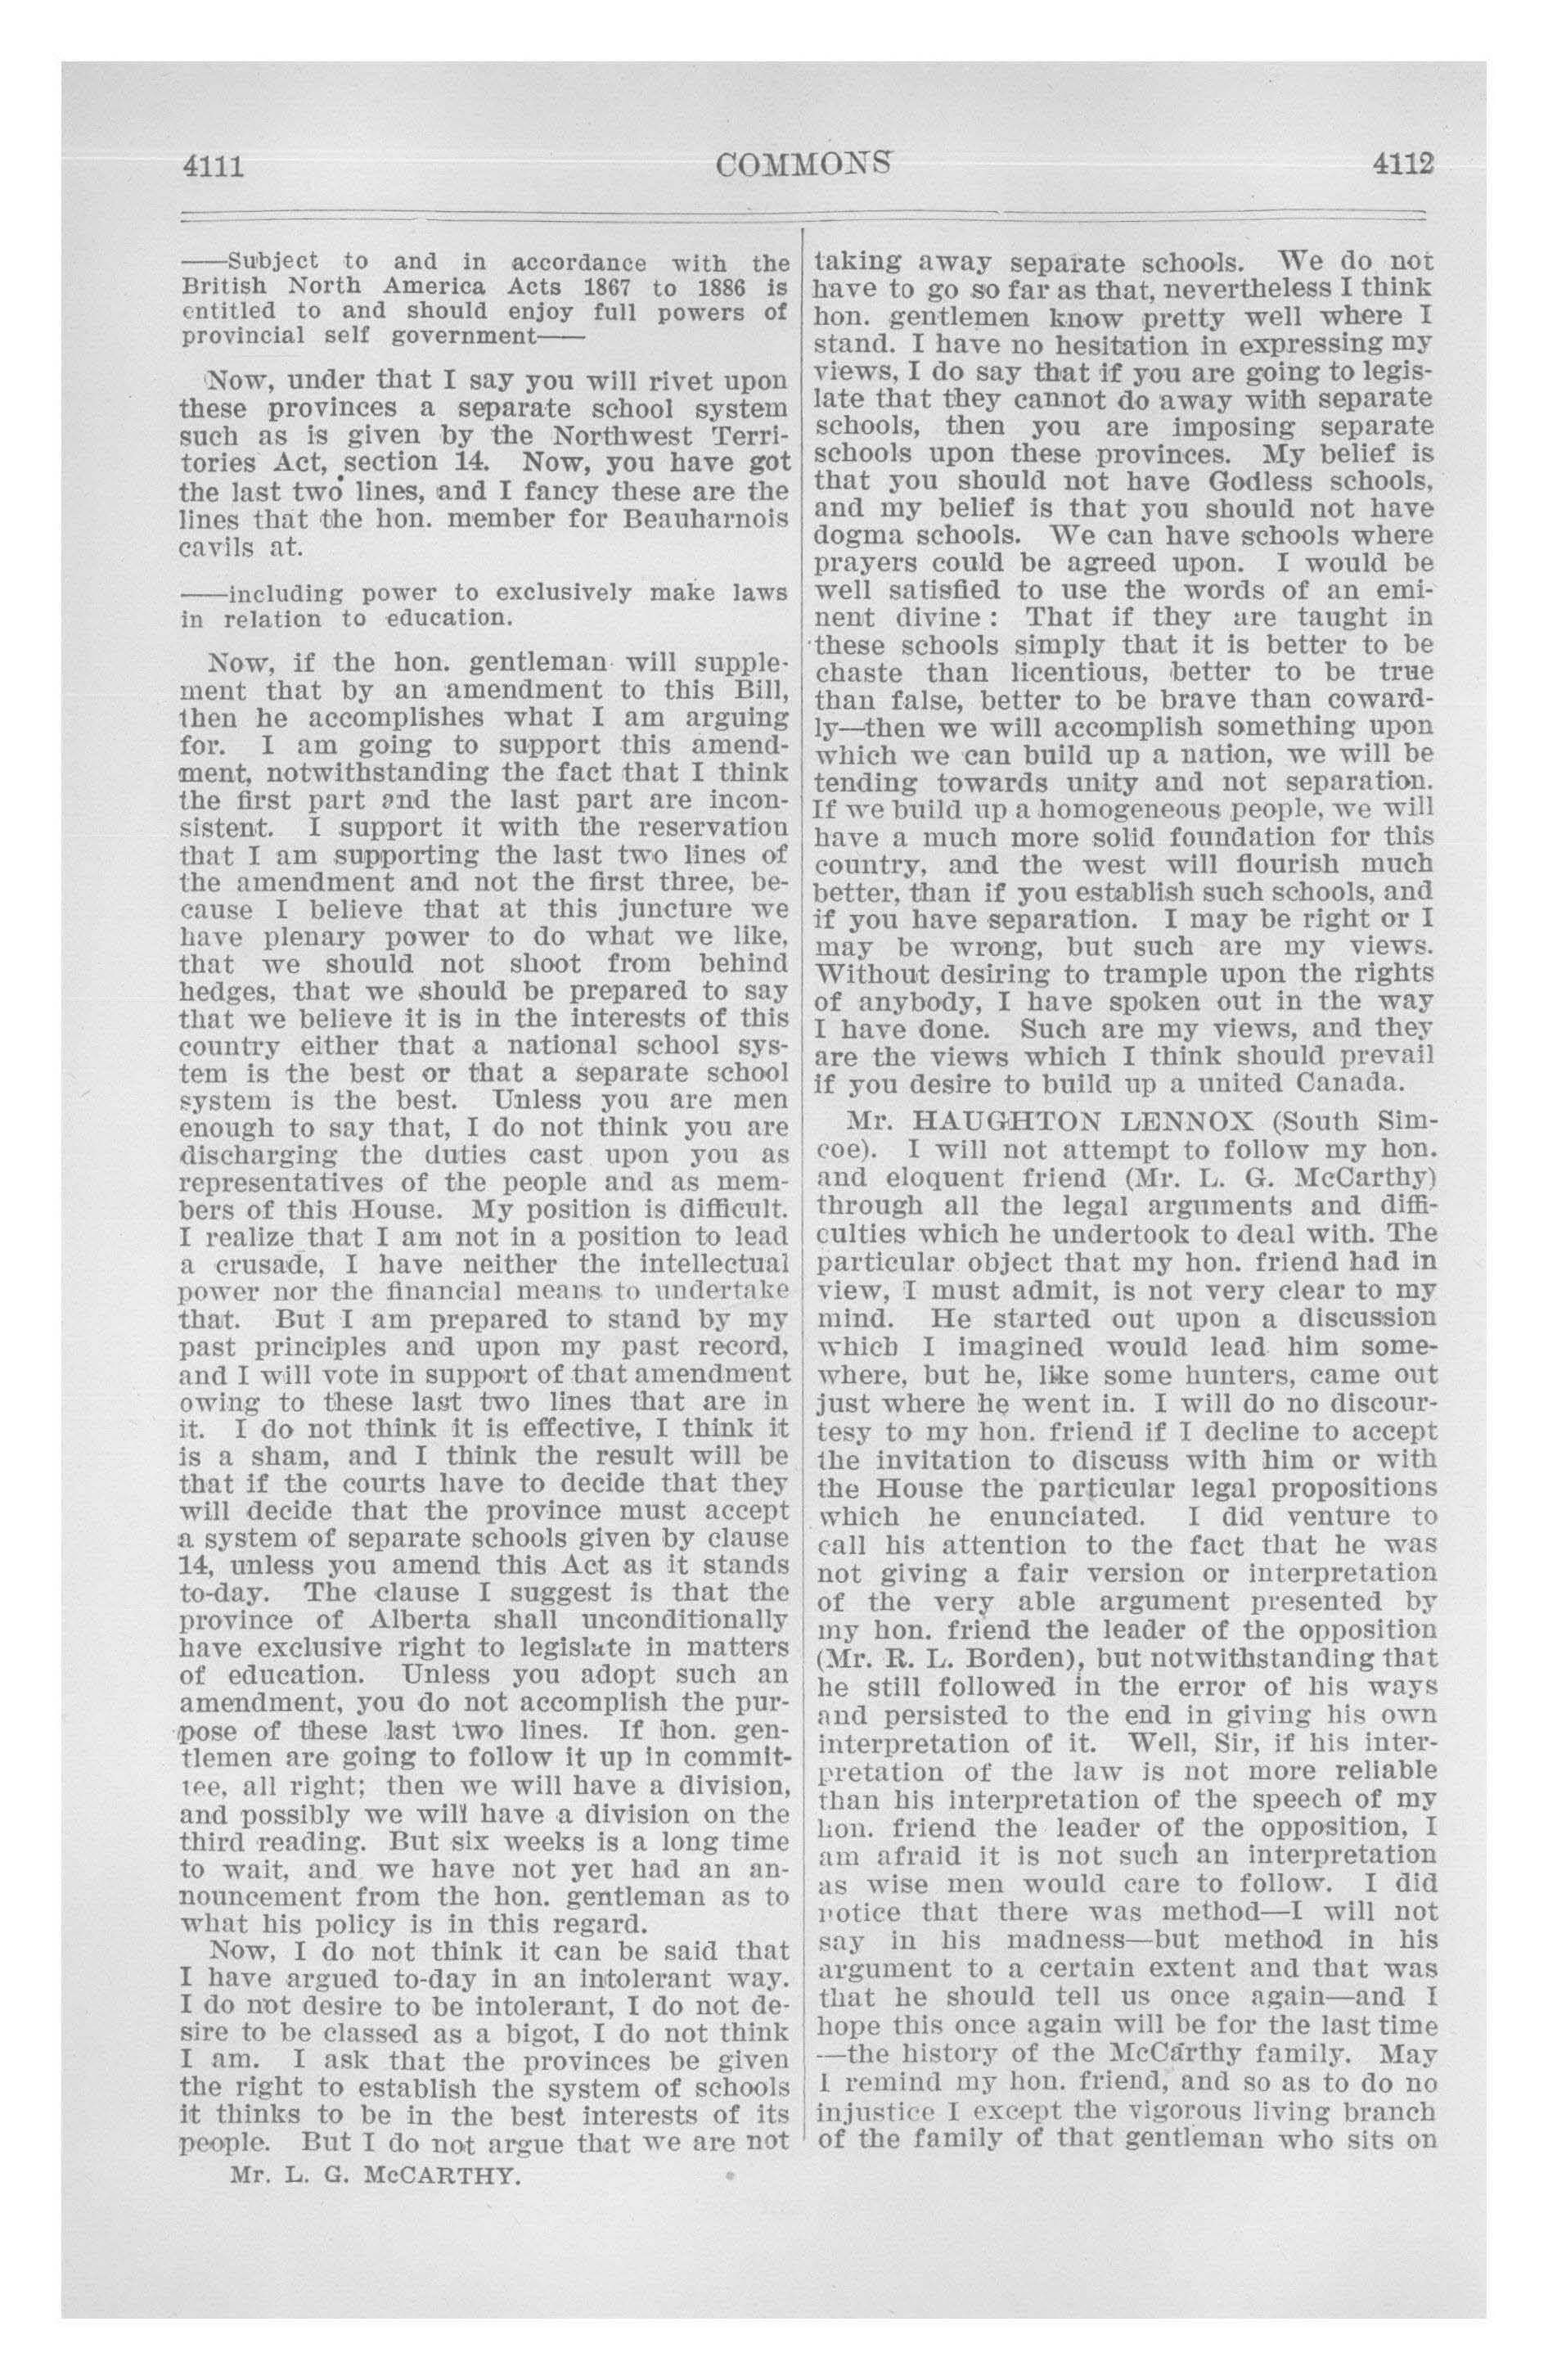 4111 COMMONS 4112
——Subject to and in accordance with the
British North America Acts 1867 to 1886 is
entitled to and should enjoy full powers of
provincial self government——
Now, under that I say you will rivet upon
these provinces a separate school system
such as is given by the Northwest Terri-
tories Act, section 14. Now, you have got
the last two lines, and I fancy these are the
lines that the hon. member for Beauharnois
cavils at.
——including power to exclusively make laws
in relation to education.
Now, if the hon. gentleman will supple-
ment that by an amendment to this Bill,
then he accomplishes what I am arguing
for. I am going to support this amend-
ment, notwithstanding the fact that I think
the first part and the last part are incon-
sistent. I support it with the reservation
that I am supporting the last two lines of
the amendment and not the first three, be-
cause I believe that at this juncture we
have plenary power to do what we like,
that we should not shoot from behind
hedges, that we should be prepared to say
that we believe it is in the interests of this
country either that a national school sys-
tem is the best or that a separate school
system is the best. Unless you are men
enough to say that, I do not think you are
discharging the duties cast upon you as
representatives of the people and as mem-
bers of this House. My position is difficult.
I realize that I am not in a position to lead
a crusade, I have neither the intellectual
power nor the financial means to undertake
that. But I am prepared to stand by my
past principles and upon my past record,
and I will vote in support of that amendment
owing to these last two lines that are in
it. I do not think it is effective, I think it
is a sham, and I think the result will be
that if the courts have to decide that they
will decide that the province must accept
a system of separate schools given by clause
14, unless you amend this Act as it stands
to-day. The clause I suggest is that the
province of Alberta shall unconditionally
have exclusive right to legislate in matters
of education. Unless you adopt such an
amendment, you do not accomplish the pur-
pose of these last two lines. If hon. gen-
tlemen are going to follow it up in commit-
tee, all right; then we will have a division,
and possibly we will have a division on the
third reading. But six weeks is a long time
to wait, and we have not yet had an an-
nouncement from the hon. gentleman as to
what his policy is in this regard.
Now, I do not think it can be said that
I have argued to-day in an intolerant way.
I do not desire to be intolerant, I do not de-
sire to be classed as a bigot, I do not think
I am. I ask that the provinces be given
the right to establish the system of schools
it thinks to be in the best interests of its
people. But I do not argue that we are not
Mr. L. G. McCARTHY.
taking away separate schools. We do not
have to go so far as that, nevertheless I think
hon. gentlemen know pretty well where I
stand. I have no hesitation in expressing my
views, I do say that if you are going to legis-
late that they cannot do away with separate
schools, then you are imposing separate
schools upon these provinces. My belief is
that you should not have Godless schools,
and my belief is that you should not have
dogma schools. We can have schools where
prayers could be agreed upon. I would be
well satisfied to use the words of an emi-
nent divine : That if they are taught in
these schools simply that it is better to be
chaste than licentious, better to be true
than false, better to be brave than coward-
ly—then we will accomplish something upon
which we can build up a nation, we will be
tending towards unity and not separation.
If we build up a homogeneous people, we will
have a much more solid foundation for this
country, and the west will flourish much
better, than if you establish such schools, and
if you have separation. I may be right or I
may be wrong, but such are my views.
Without desiring to trample upon the rights
of anybody, I have spoken out in the way
I have done. Such are my views, and they
are the views which I think should prevail
if you desire to build up a united Canada.
Mr. HAUGHTON LENNOX (South Sim-
coe). I will not attempt to follow my hon.
and eloquent friend (Mr. L. G. McCarthy)
through all the legal arguments and diffi-
culties which he undertook to deal with. The
particular object that my hon. friend had in
view, I must admit, is not very clear to my
mind. He started out upon a discussion
which I imagined would lead him some-
where, but he, like some hunters, came out
just where he went in. I will do no discour-
tesy to my hon. friend if I decline to accept
the invitation to discuss with him or with
the House the particular legal propositions
which he enunciated. I did venture to
call his attention to the fact that he was
not giving a fair version or interpretation
of the very able argument presented by
my hon. friend the leader of the opposition
(Mr. R. L. Borden), but notwithstanding that
he still followed in the error of his ways
and persisted to the end in giving his own
interpretation of it. Well, Sir, if his inter-
pretation of the law is not more reliable
than his interpretation of the speech of my
hon. friend the leader of the opposition, I
am afraid it is not such an interpretation
as wise men would care to follow. I did
notice that there was method—I will not
say in his madness—but method in his
argument to a certain extent and that was
that he should tell us once again—and I
hope this once again will be for the last time
—the history of the McCarthy family. May
I remind my hon. friend, and so as to do no
injustice I except the vigorous living branch
of the family of that gentleman who sits on